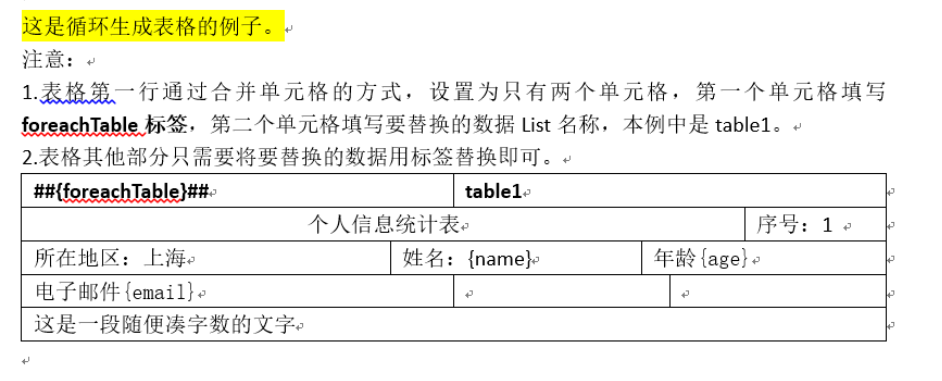 这是循环生成表格的例子。
注意：
1.表格第一行通过合并单元格的方式，设置为只有两个单元格，第一个单元格填写
foreachTable 标签，第二个单元格填写要替换的数据 List 名称，本例中是 table1。
2.表格其他部分只需要将要替换的数据用标签替换即可。
##{foreachTable}## table1
个人信息统计表 序号：1
所在地区：上海 姓名：{name} 年龄{age}
电子邮件{email}
这是一段随便凑字数的文字